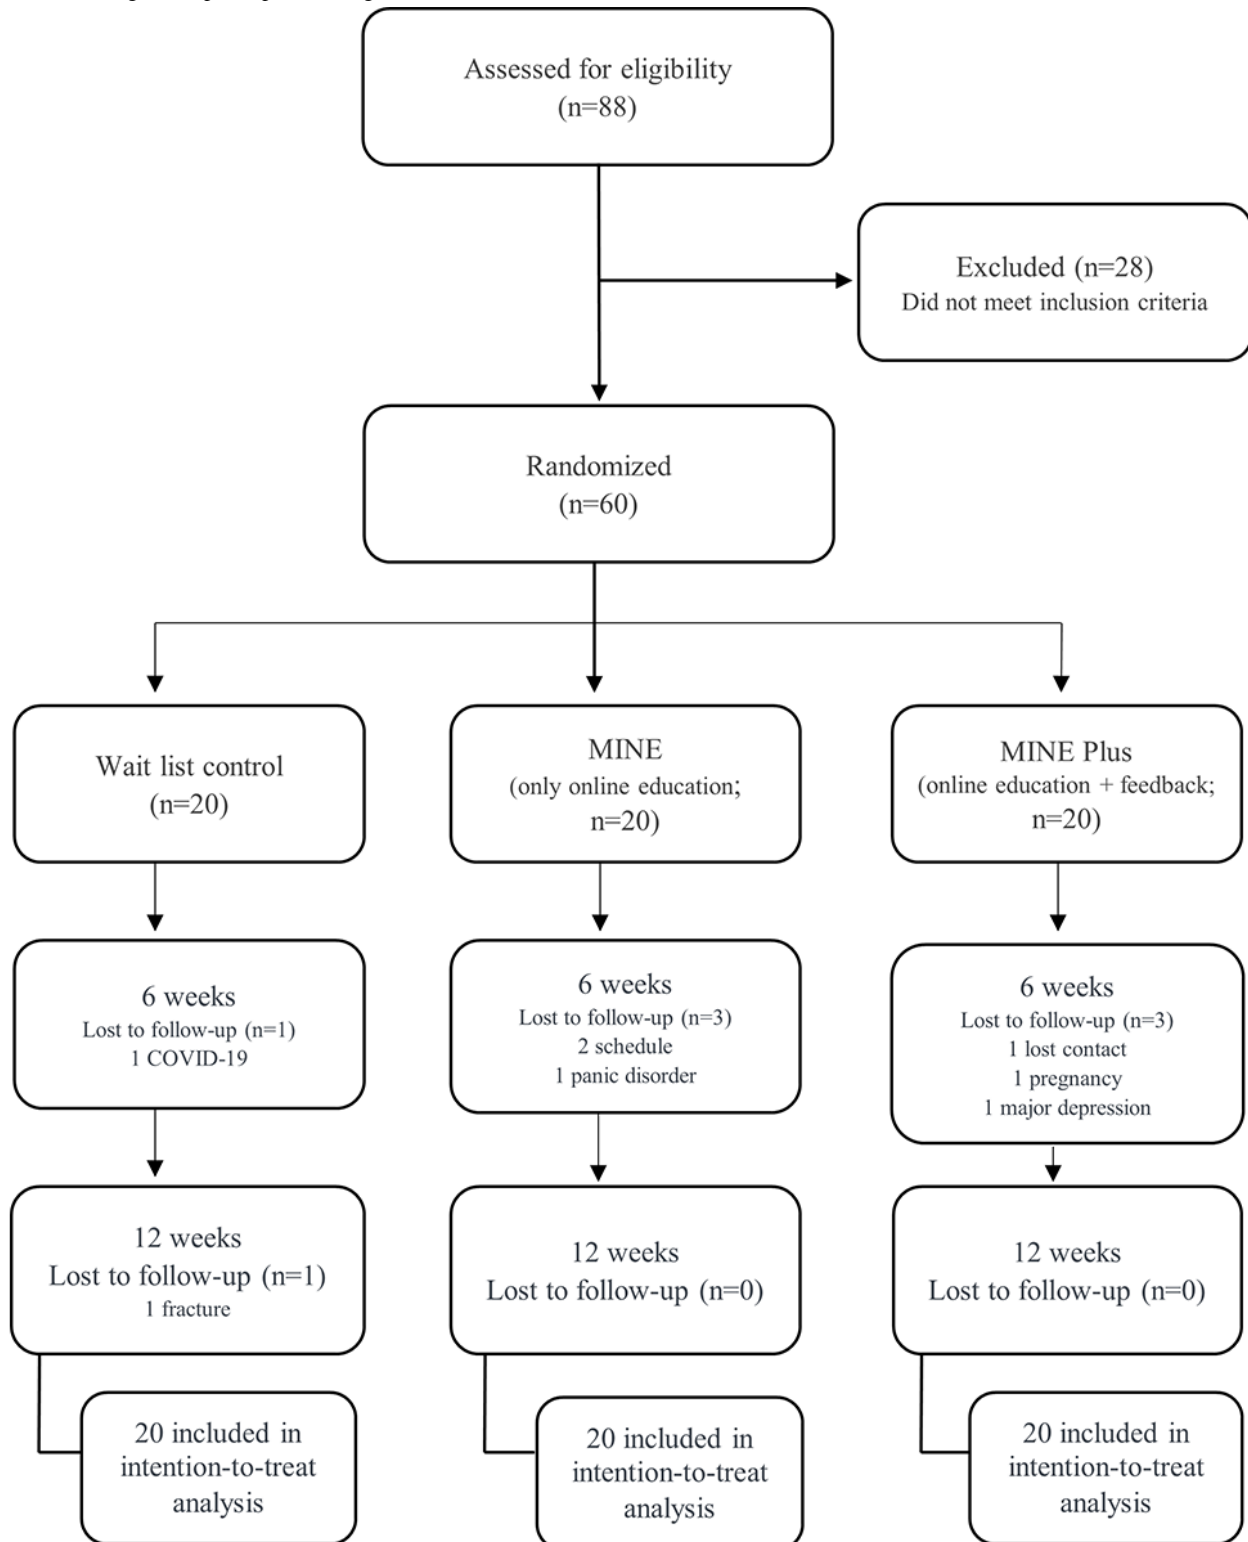 Assessed for eligibility
(n=88)
Excluded (n=28)
Did not meet inclusion criteria
Randomized
(n=60)
Wait list control
(n=20)
MINE
(only online education;
n=20)
MINE Plus
(online education + feedback;
n=20)
6 weeks
Lost to follow-up (n=1)
1 COVID-19
6 weeks
Lost to follow-up (n=3)
2 schedule
1 panic disorder
6 weeks
Lost to follow-up (n=3)
1 lost contact
1 pregnancy
1 major depression
12 weeks
Lost to follow-up (n=1)
1 fracture
12 weeks
Lost to follow-up (n=0)
12 weeks
Lost to follow-up (n=0)
20 included in
intention-to-treat
analysis
20 included in
intention-to-treat
analysis
20 included in
intention-to-treat
analysis